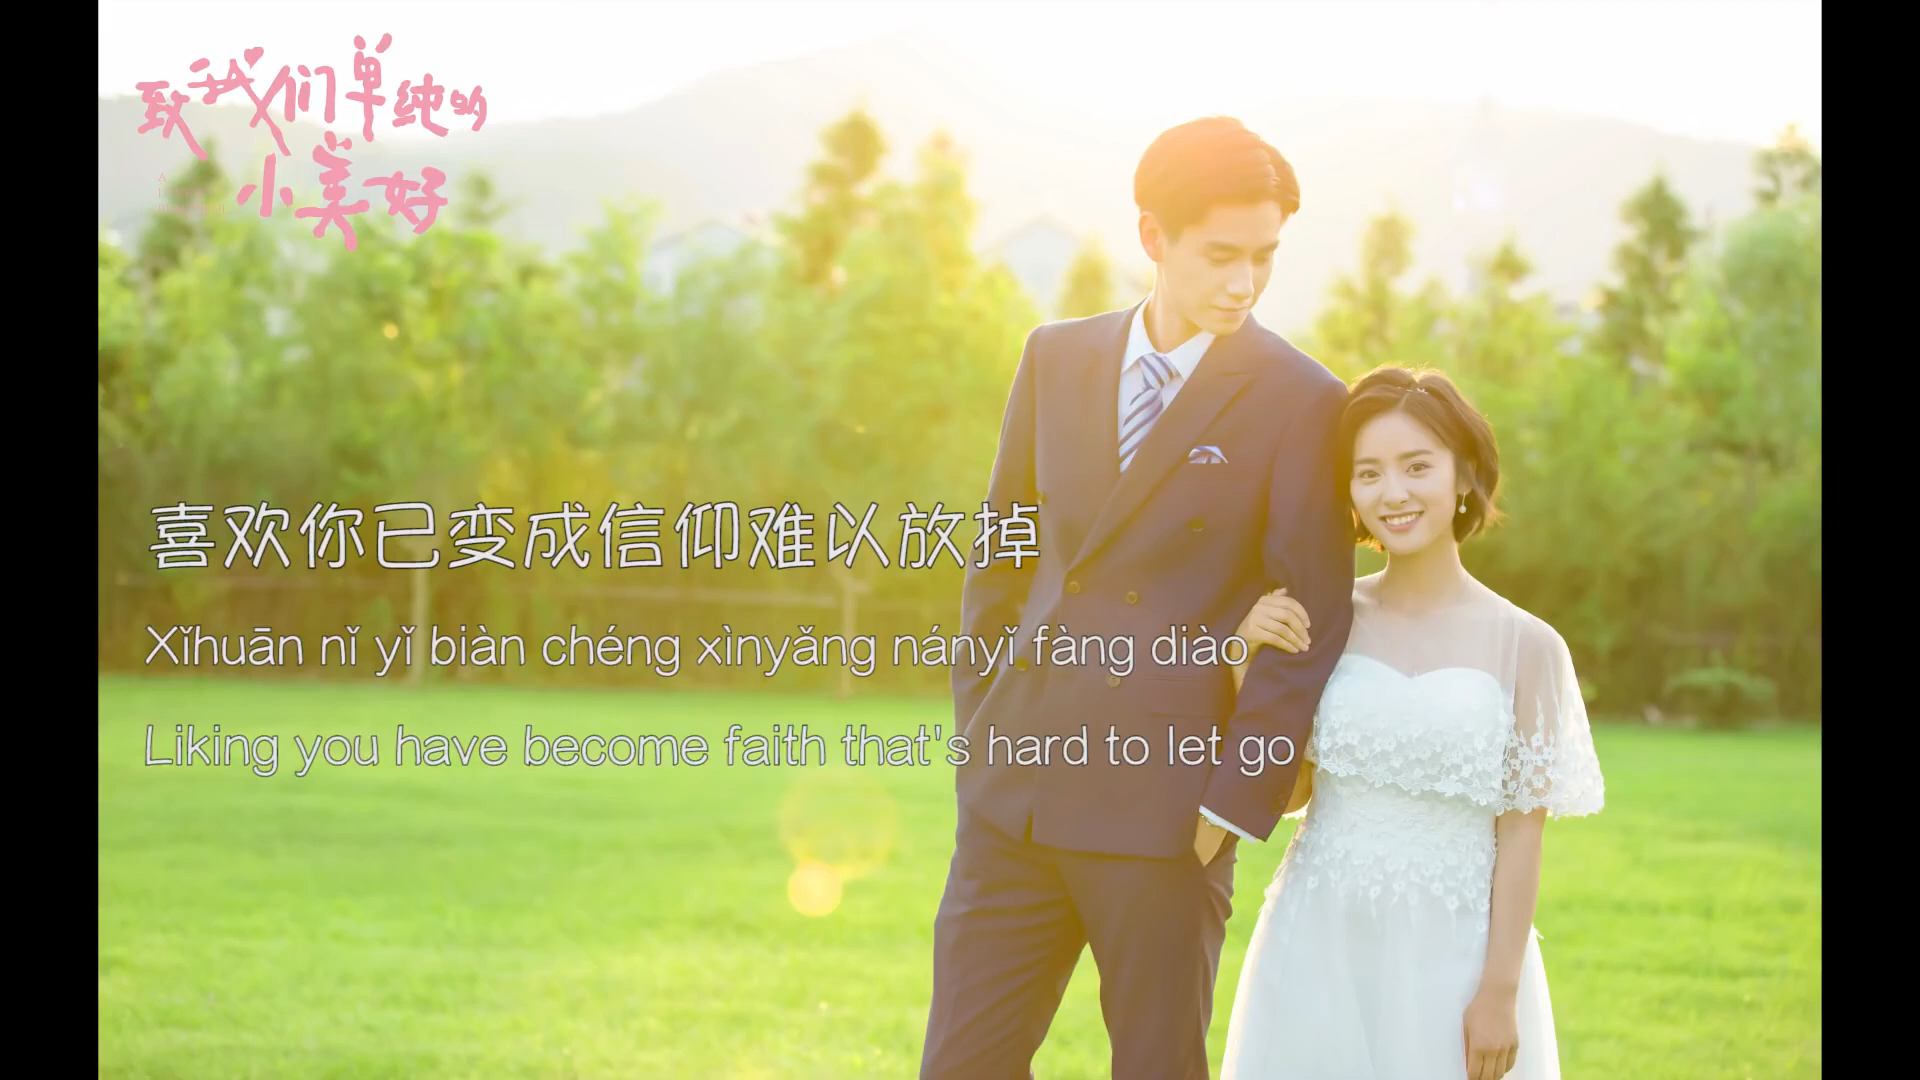 致我们单纯的
小美好
喜欢你已变成信仰难以放掉
Xǐhuān nǐ yǐ biàn chéng xìnyǎng nányǐ fàng diào
Liking you have become faith that's hard to let go